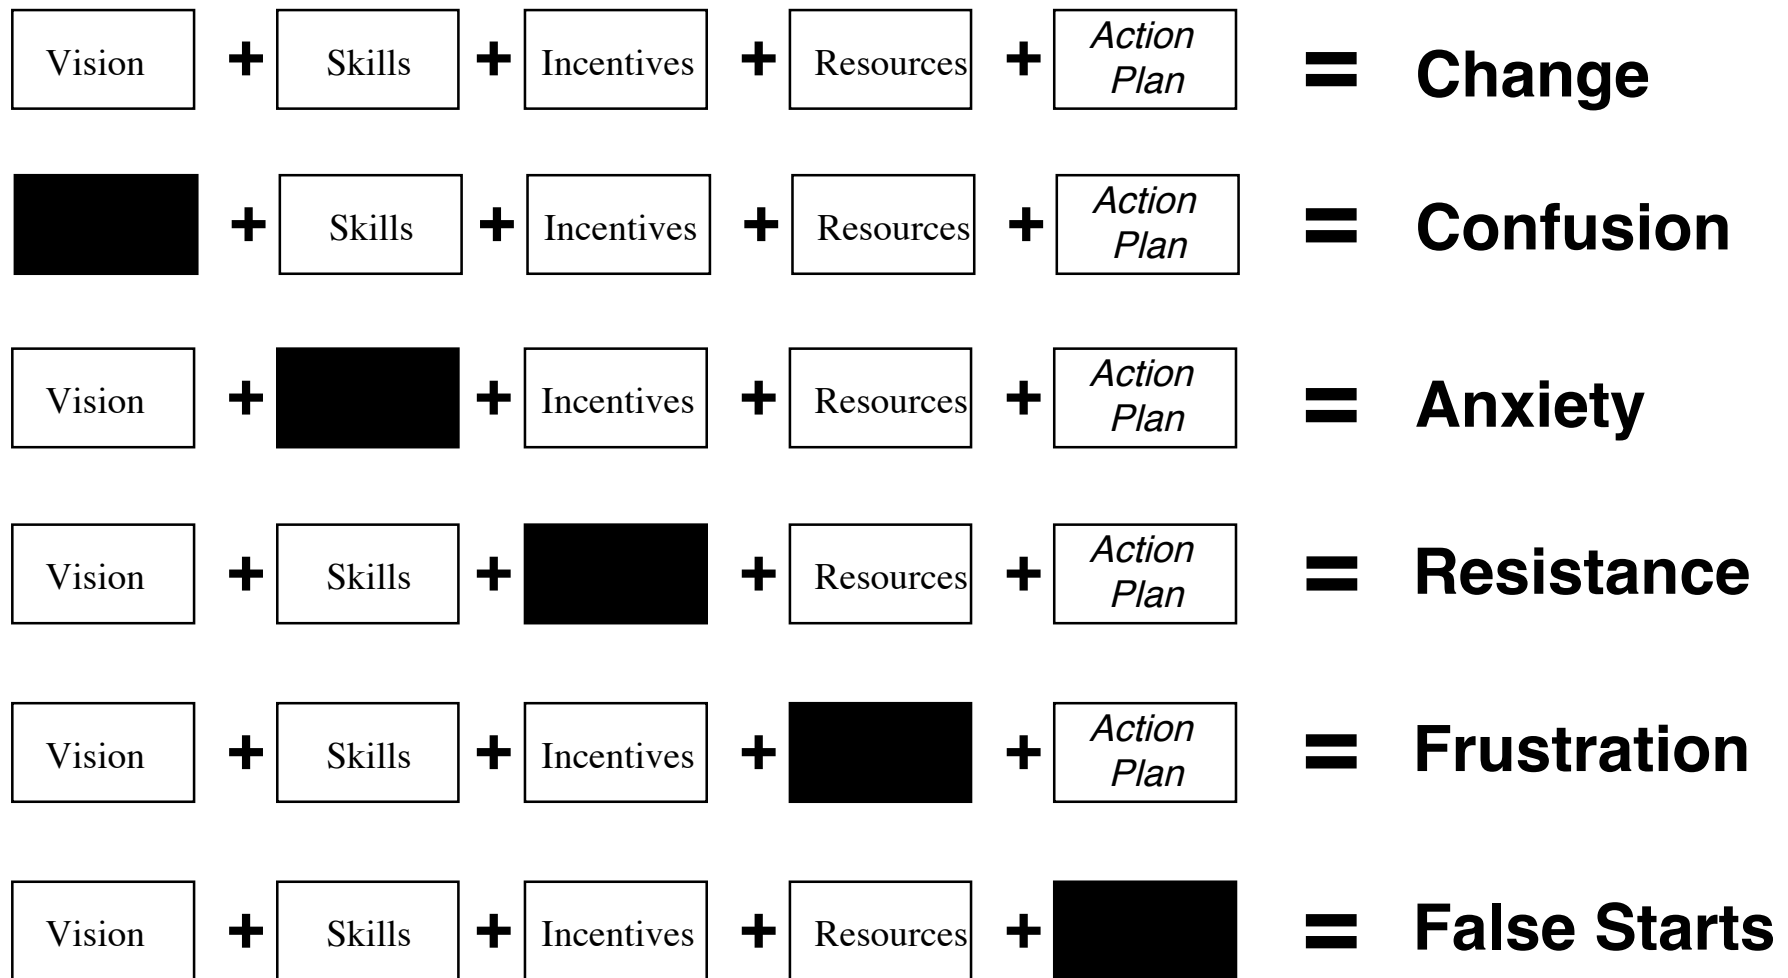 Vision + Skills + Incentives + Resources + Action Plan = Change
+ Skills + Incentives + Resources + Action Plan = Confusion
Vision + + Incentives + Resources + Action Plan = Anxiety
Vision + Skills + + Resources + Action Plan = Resistance
Vision + Skills + Incentives + + Action Plan = Frustration
Vision + Skills + Incentives + Resources + = False Starts